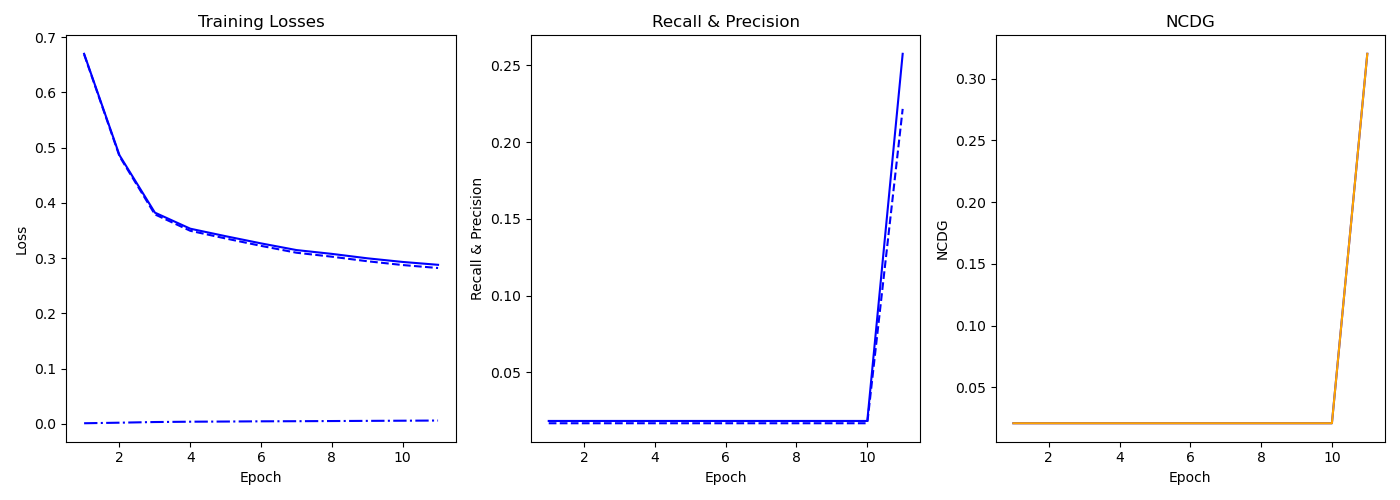 Training Losses
Loss
0.7
0.6
0.5
0.4
0.3
0.2
0.1
0.0
2 4 6 8 10
Epoch
Recall & Precision
Recall & Precision
0.25
0.20
0.15
0.10
0.05
2 4 6 8 10
Epoch
NCDG
NCDG
0.30
0.25
0.20
0.15
0.10
0.05
2 4 6 8 10
Epoch